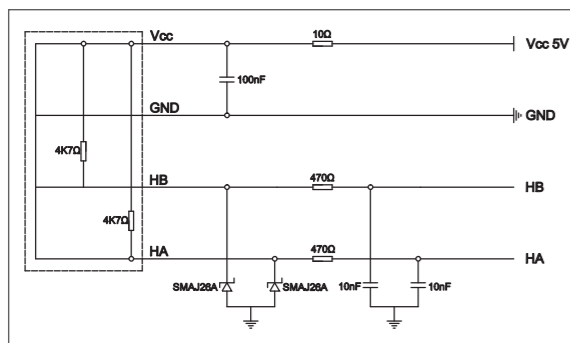 Vcc
10Ω
Vcc 5V
100nF
GND
GND
4K7Ω
HB
470Ω
HB
4K7Ω
HA
470Ω
HA
SMAJ26A
SMAJ26A
10nF
10nF